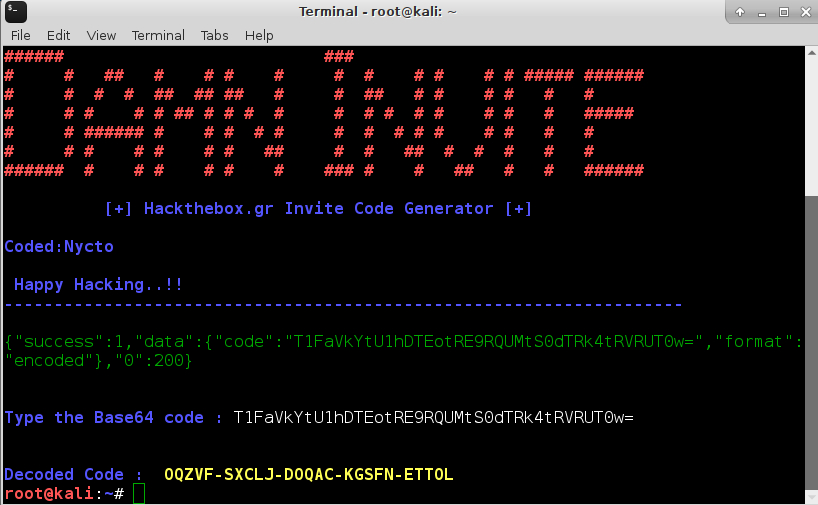 Terminal - root@kali: ~
File Edit View Terminal Tabs Help
DAMN INVITE
[+] Hackthebox.gr Invite Code Generator [+]
Coded:Nycto
Happy Hacking..!!
--------------------------------------------------------------------
{"success":1,"data":{"code":"T1FaVkYtU1hDTEotRE9RQUMtS0dTRk4tRVRUT0w=","format":
"encoded"},"0":200}
Type the Base64 code : T1FaVkYtU1hDTEotRE9RQUMtS0dTRk4tRVRUT0w=
Decoded Code : OQZVF-SXCLJ-DOQAC-KGSFN-ETTOL
root@kali:~#